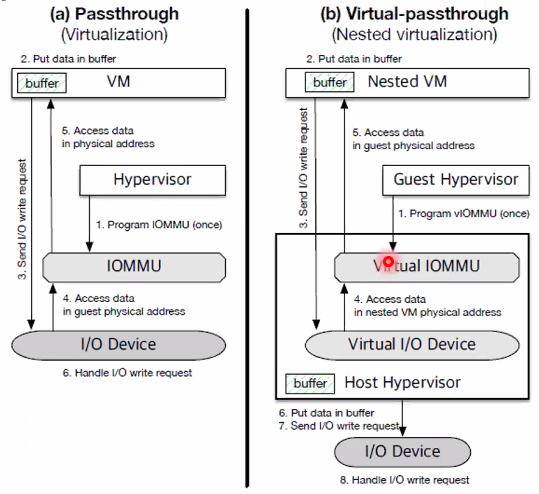 (a) Passthrough
(Virtualization)
2. Put data in buffer
buffer
VM
5. Access data
in physical address
3. Send I/O write request
Hypervisor
1. Program IOMMU (once)
IOMMU
4. Access data
in guest physical address
I/O Device
6. Handle I/O write request
(b) Virtual-passthrough
(Nested virtualization)
2. Put data in buffer
buffer
Nested VM
5. Access data
in guest physical address
3. Send I/O write request
Guest Hypervisor
1. Program vIOMMU (once)
Virtual IOMMU
4. Access data
in nested VM physical address
Virtual I/O Device
buffer
Host Hypervisor
6. Put data in buffer
7. Send I/O write request
I/O Device
8. Handle I/O write request